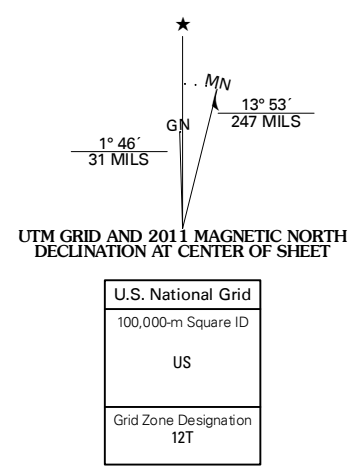 ★
MN
GN
13° 53´
247 MILS
1° 46´
31 MILS
UTM GRID AND 2011 MAGNETIC NORTH
DECLINATION AT CENTER OF SHEET
U.S. National Grid
100,000-m Square ID
US
Grid Zone Designation
12T